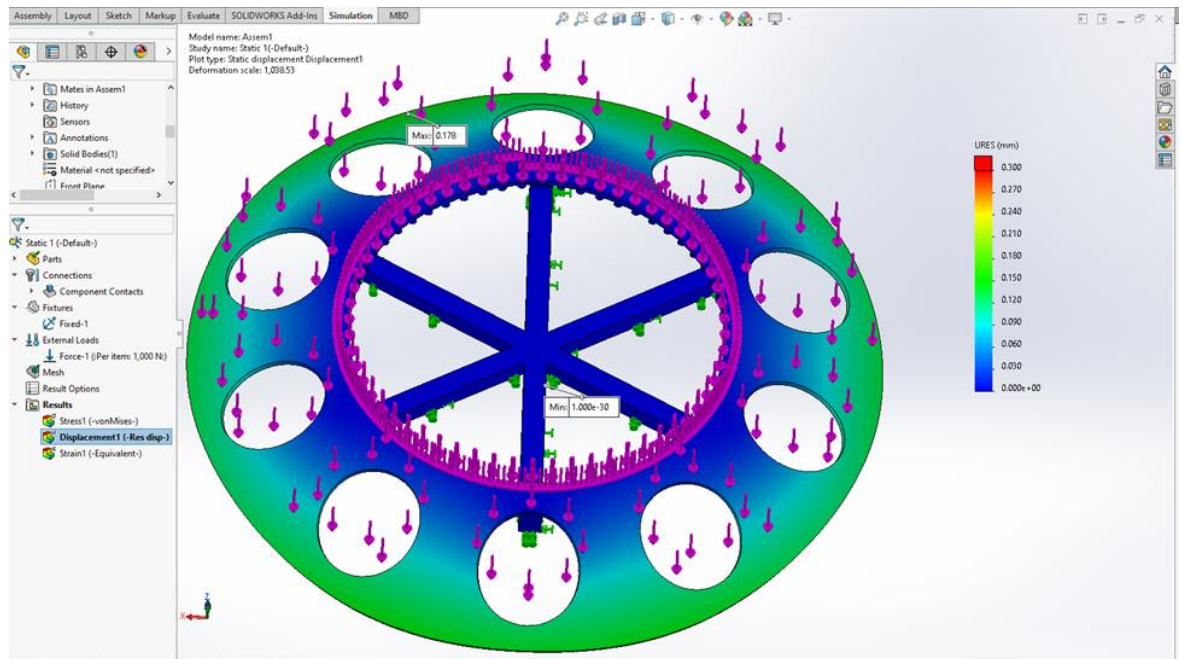 Assembly Layout Sketch Markup Evaluate SOLIDWORKS Add-Ins Simulation MBD
Model name: Assem1
Study name: Static 1(-Default-)
Plot type: Static displacement Displacement1
Deformation scale: 1,038.53
Mates in Assem1
History
Sensors
Annotations
Solid Bodies(1)
Material <not specified>
Front Plane
Static 1 (-Default-)
Parts
Connections
Component Contacts
Fixtures
Fixed-1
External Loads
Force-1 (:Per item: 1,000 N:)
Mesh
Result Options
Results
Stress1 (-vonMises-)
Displacement1 (-Res disp-)
Strain1 (-Equivalent-)
Max: 0.178
Min: 1.000e-30
URES (mm)
0.300
0.270
0.240
0.210
0.180
0.150
0.120
0.090
0.060
0.030
0.000e+00
X
Z